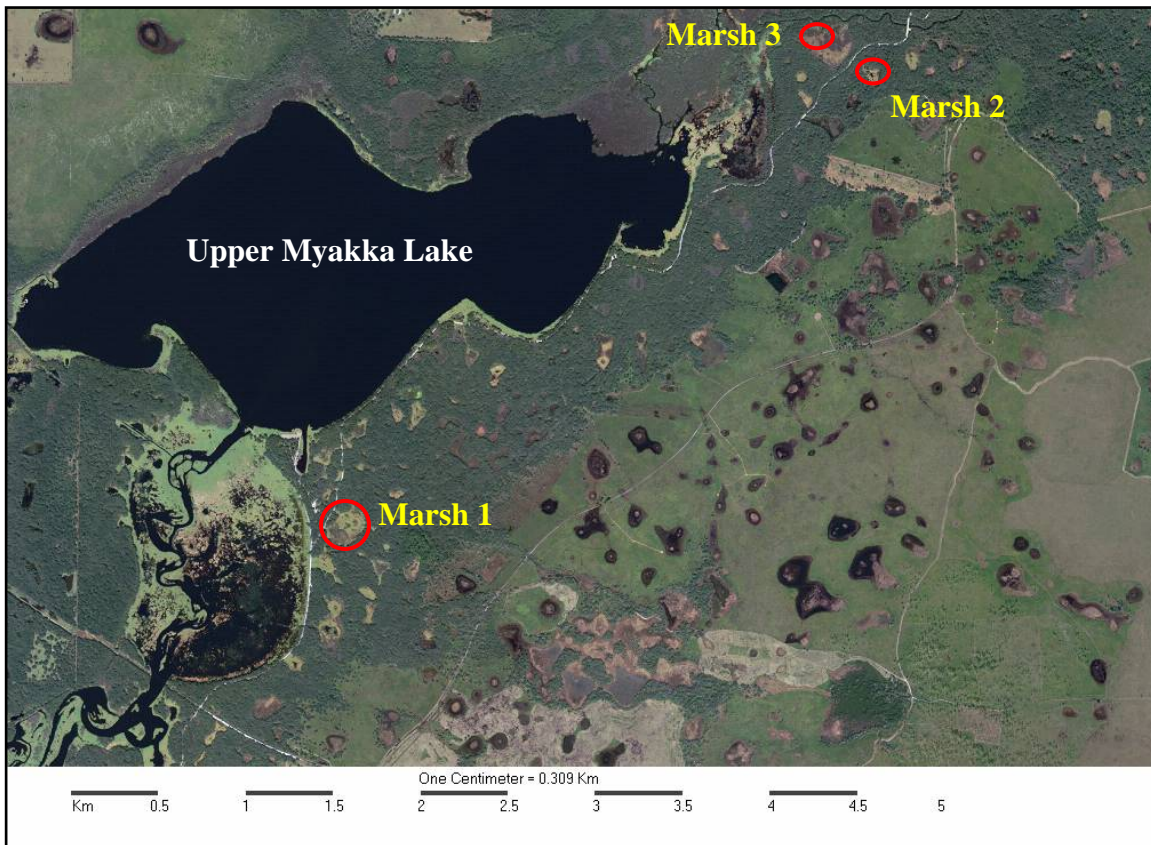 Marsh 3
Marsh 2
Upper Myakka Lake
Marsh 1
One Centimeter = 0.309 Km
Km 0.5 1 1.5 2 2.5 3 3.5 4 4.5 5